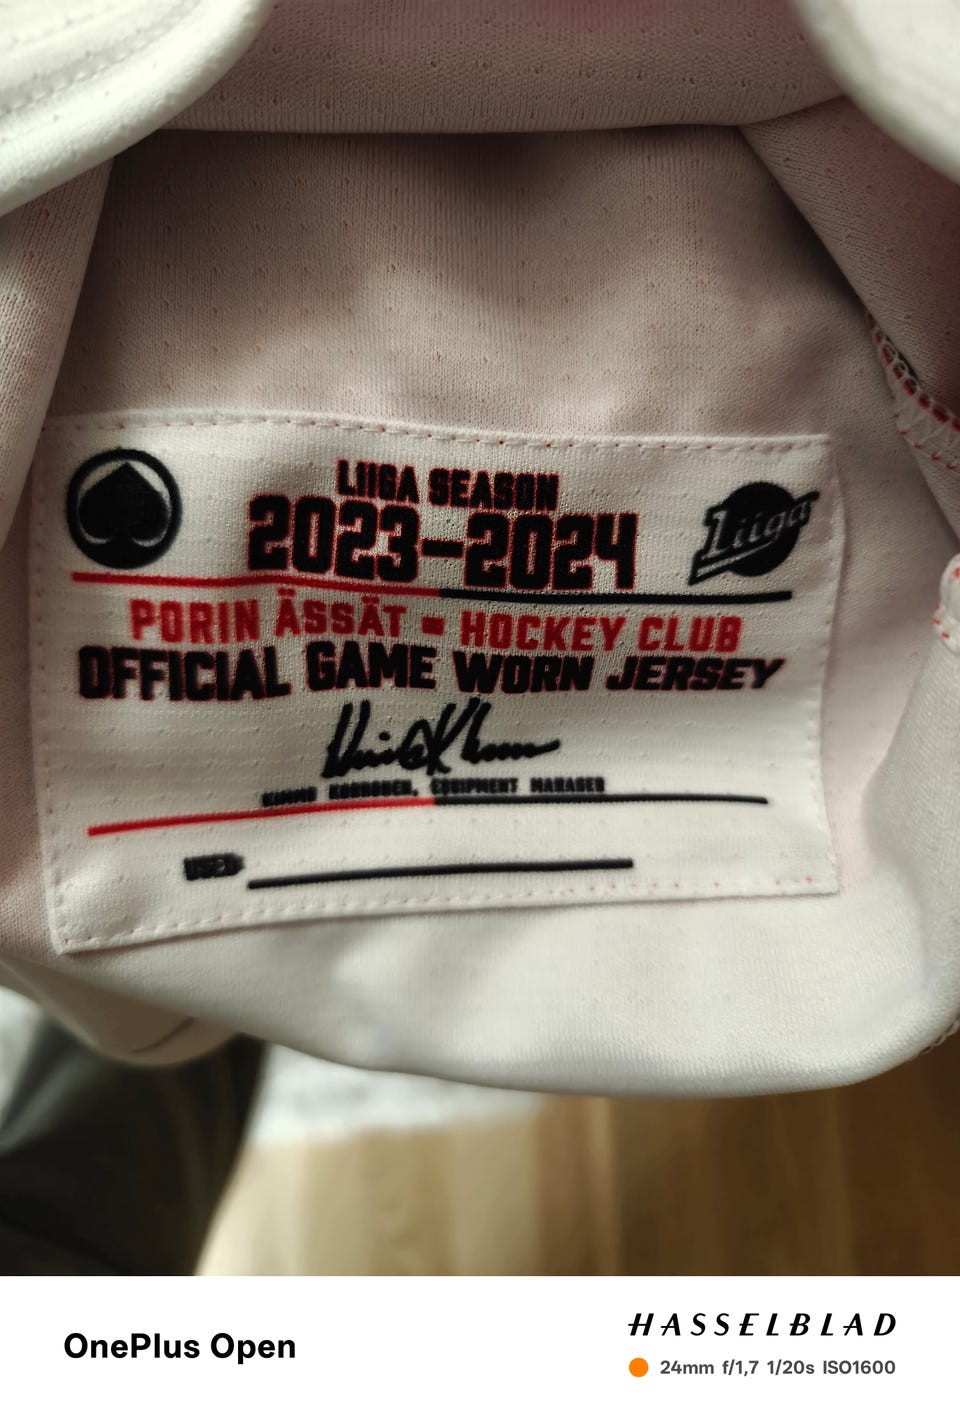 LIIGA SEASON
2023-2024
Liiga
PORIN ÄSSÄT - HOCKEY CLUB
OFFICIAL GAME WORN JERSEY
EQUIPMENT MANAGER
OnePlus Open
HASSELBLAD
24mm f/1,7 1/20s ISO1600